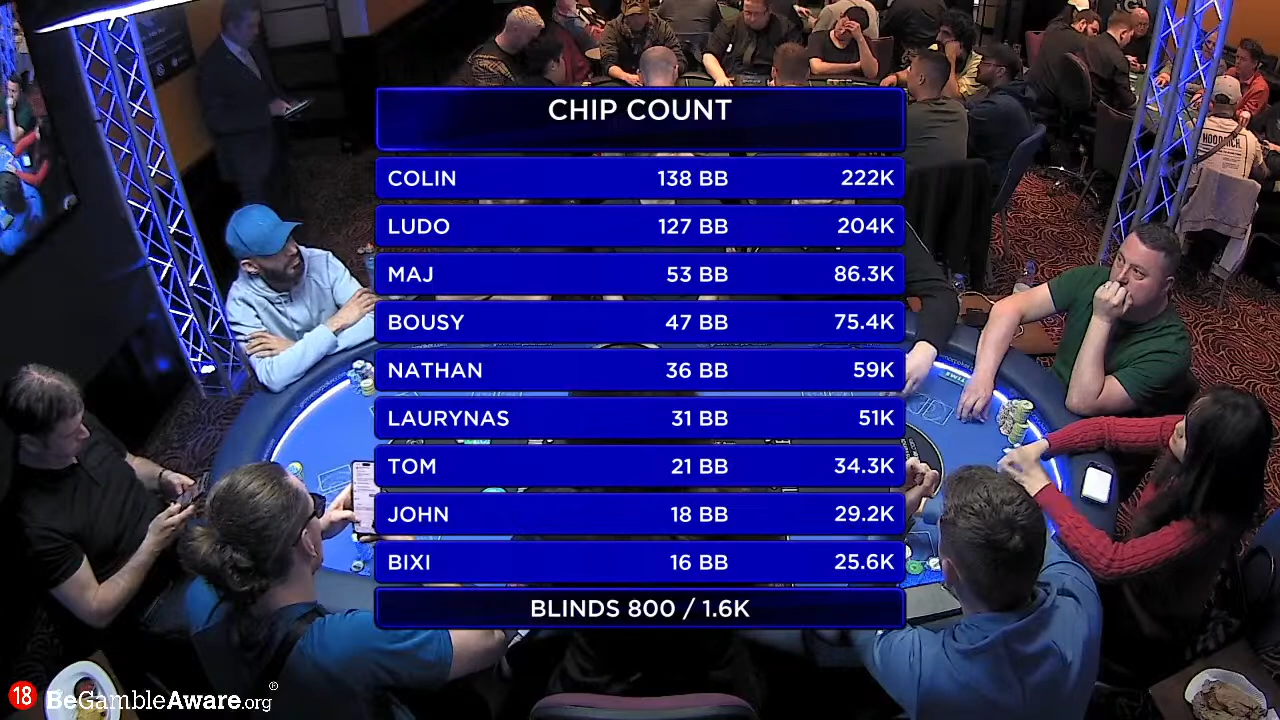 CHIP COUNT
COLIN 138 BB 222K
LUDO 127 BB 204K
MAJ 53 BB 86.3K
BOUSY 47 BB 75.4K
NATHAN 36 BB 59K
LAURYNAS 31 BB 51K
TOM 21 BB 34.3K
JOHN 18 BB 29.2K
BIXI 16 BB 25.6K
BLINDS 800 / 1.6K
18 BeGambleAware.org®